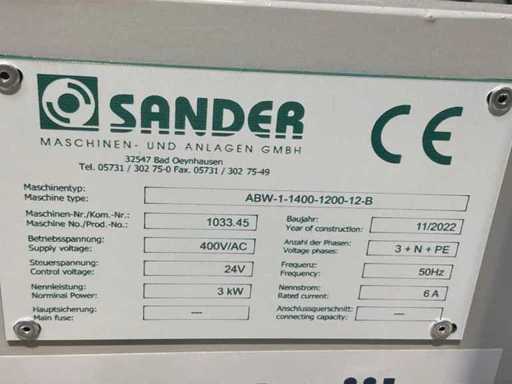 SANDER
CE
MASCHINEN- UND ANLAGEN GMBH
32547 Bad Oeynhausen
Tel. 05731 / 302 75-0 Fax. 05731 / 302 75-49
Maschinentyp:
Machine type:
ABW-1-1400-1200-12-B
Maschinen-Nr./Kom.-Nr.:
Machine No./Prod.-No.:
1033.45
Baujahr:
Year of construction:
11/2022
Betriebsspannung:
Supply voltage:
400V/AC
Anzahl der Phasen:
Voltage phases:
3 + N + PE
Steuerspannung:
Control voltage:
24V
Frequenz:
Frequency:
50Hz
Nennleistung:
Norminal Power:
3 kW
Nennstrom:
Rated current:
6 A
Hauptsicherung:
Main fuse:
---
Anschlussquerschnitt:
connecting capacity:
---